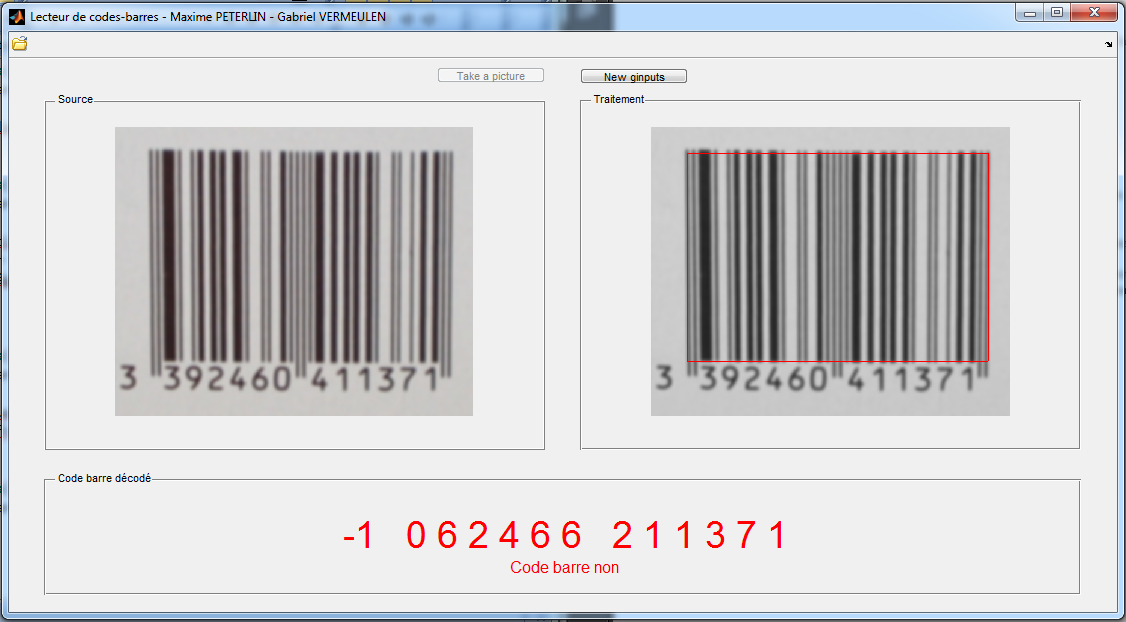 Lecteur de codes-barres - Maxime PETERLIN - Gabriel VERMEULEN
Take a picture
New ginputs
Source
Traitement
3 392460 411371
3 392460 411371
Code barre décodé
-1 062466 211371
Code barre non